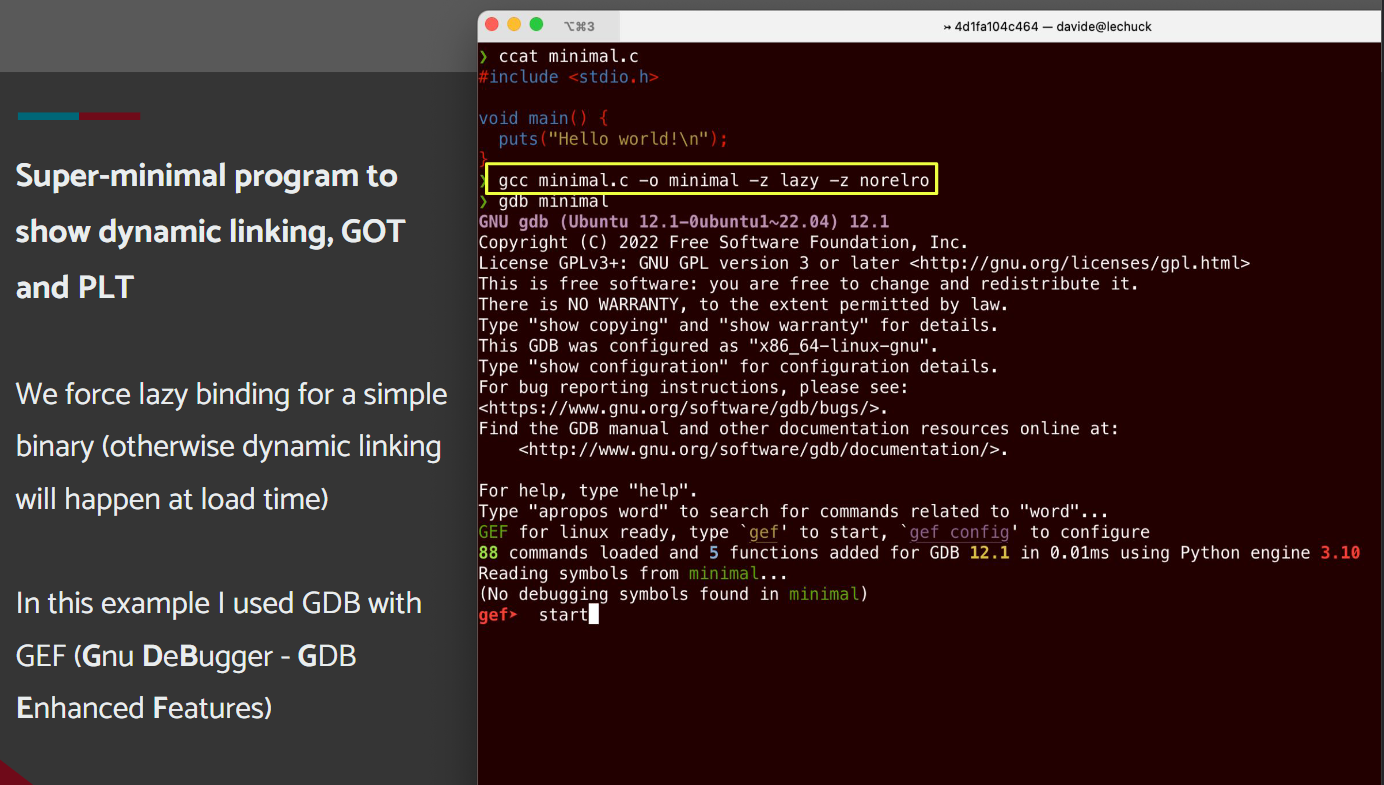 Super-minimal program to
show dynamic linking, GOT
and PLT
We force lazy binding for a simple
binary (otherwise dynamic linking
will happen at load time)
In this example I used GDB with
GEF (Gnu DeBugger - GDB
Enhanced Features)
⌥⌘3
↣ 4d1fa104c464 — davide@lechuck
❯ ccat minimal.c
#include <stdio.h>
void main() {
  puts("Hello world!\n");
}
❯ gcc minimal.c -o minimal -z lazy -z norelro
❯ gdb minimal
GNU gdb (Ubuntu 12.1-0ubuntu1~22.04) 12.1
Copyright (C) 2022 Free Software Foundation, Inc.
License GPLv3+: GNU GPL version 3 or later <http://gnu.org/licenses/gpl.html>
This is free software: you are free to change and redistribute it.
There is NO WARRANTY, to the extent permitted by law.
Type "show copying" and "show warranty" for details.
This GDB was configured as "x86_64-linux-gnu".
Type "show configuration" for configuration details.
For bug reporting instructions, please see:
<https://www.gnu.org/software/gdb/bugs/>.
Find the GDB manual and other documentation resources online at:
    <http://www.gnu.org/software/gdb/documentation/>.
For help, type "help".
Type "apropos word" to search for commands related to "word"...
GEF for linux ready, type `gef' to start, `gef config' to configure
88 commands loaded and 5 functions added for GDB 12.1 in 0.01ms using Python engine 3.10
Reading symbols from minimal...
(No debugging symbols found in minimal)
gef➤  start